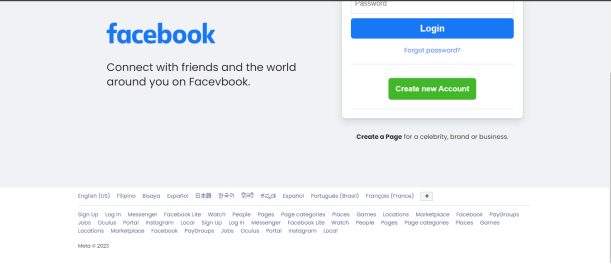 Password
facebook
Login
Connect with friends and the world
around you on Facevbook.
Forgot password?
Create new Account
Create a Page for a celebrity, brand or business.
English (US) Filipino Bisaya Español 日本語 한국어 हिन्दी ಕನ್ನಡ Español Português (Brasil) Français (France) +
Sign Up Log in Messenger Facebook Lite Watch People Pages Page categories Places Games Locations Marketplace Facebook PayGroups
Jobs Oculus Portal Instagram Local Sign Up Log in Messenger Facebook Lite Watch People Pages Page categories Places Games
Locations Marketplace Facebook PayGroups Jobs Oculus Portal Instagram Local
Meta © 2023